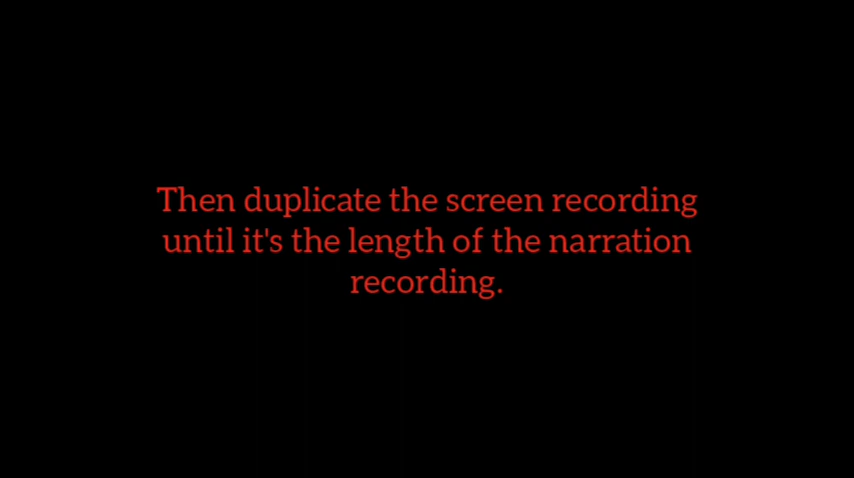 Then duplicate the screen recording
until it's the length of the narration
recording.